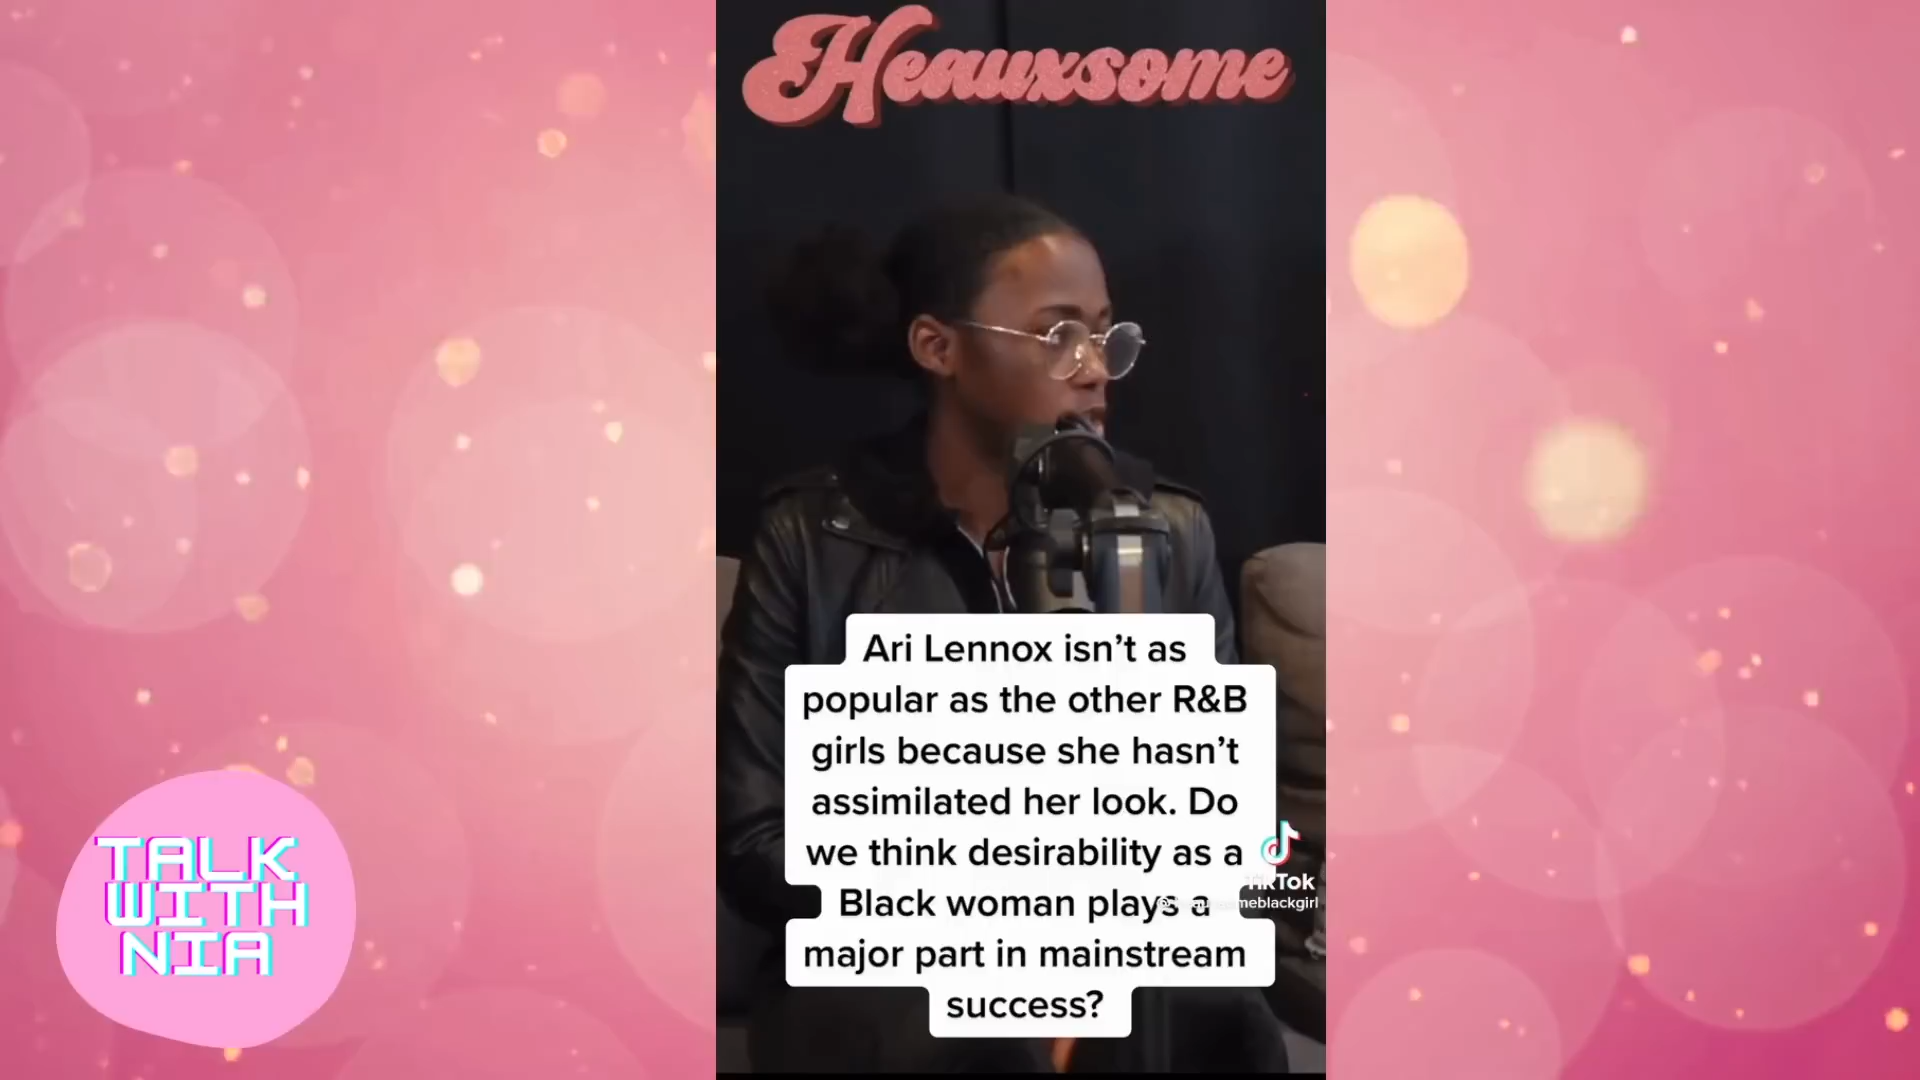 Heauxsome
Ari Lennox isn't as
popular as the other R&B
girls because she hasn't
assimilated her look. Do
we think desirability as a
Black woman plays a
major part in mainstream
success?
TikTok
TALK
WITH
NIA